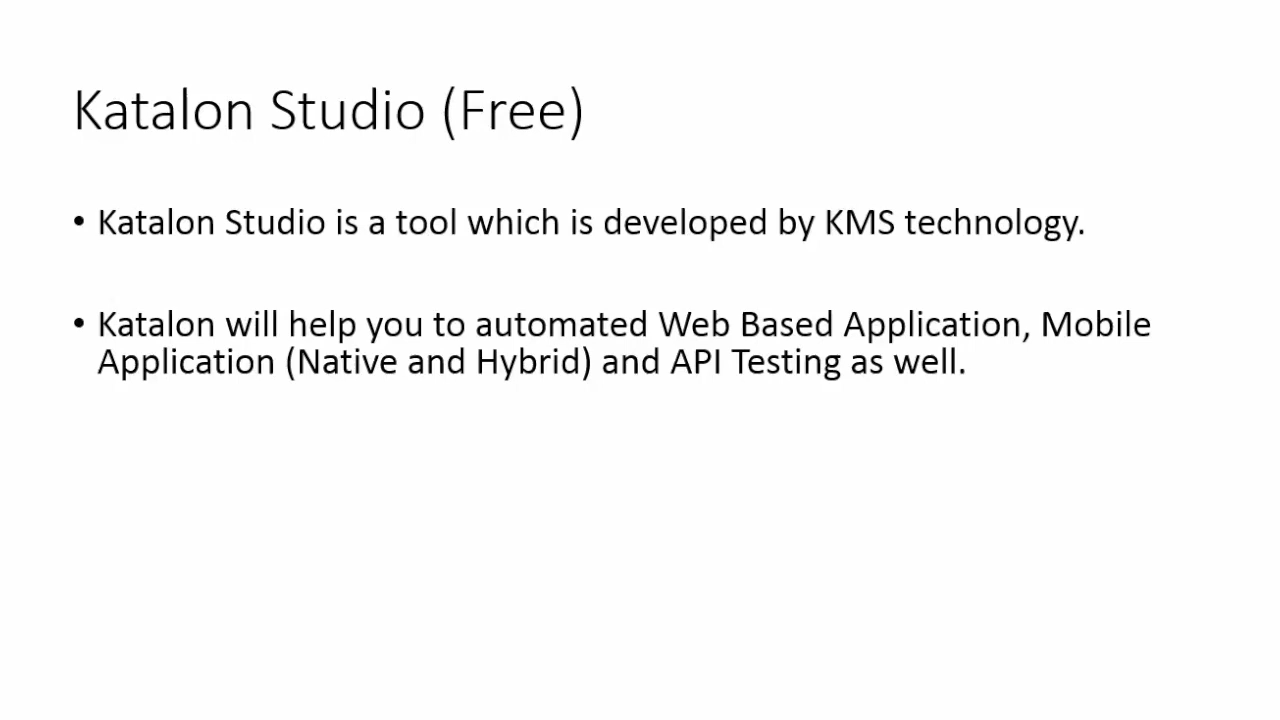 Katalon Studio (Free)
• Katalon Studio is a tool which is developed by KMS technology.
• Katalon will help you to automated Web Based Application, Mobile
Application (Native and Hybrid) and API Testing as well.